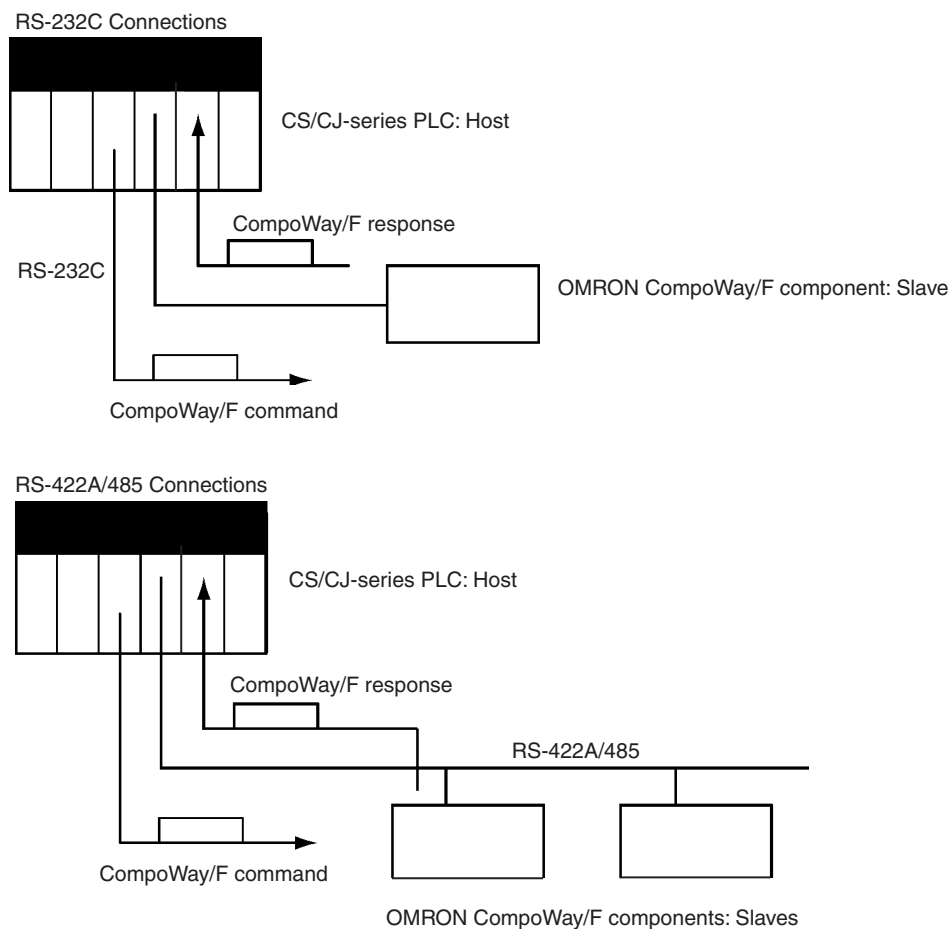 RS-232C Connections
CS/CJ-series PLC: Host
CompoWay/F response
RS-232C
OMRON CompoWay/F component: Slave
CompoWay/F command
RS-422A/485 Connections
CS/CJ-series PLC: Host
CompoWay/F response
RS-422A/485
CompoWay/F command
OMRON CompoWay/F components: Slaves